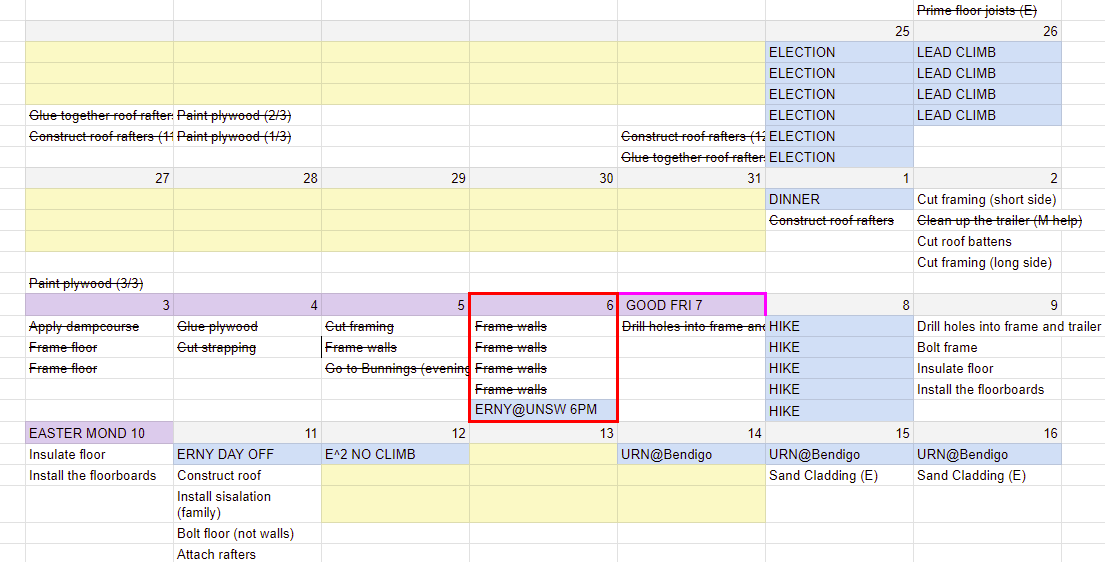 Prime floor joists (E)
25 26
ELECTION LEAD CLIMB
ELECTION LEAD CLIMB
ELECTION LEAD CLIMB
Glue together roof rafter Paint plywood (2/3) ELECTION LEAD CLIMB
Construct roof rafters (11 Paint plywood (1/3) Construct roof rafters (12 ELECTION
Glue together roof rafter ELECTION
27 28 29 30 31 1 2
DINNER Cut framing (short side)
Construct roof rafters Clean up the trailer (M help)
Cut roof battens
Cut framing (long side)
Paint plywood (3/3)
3 4 5 6 GOOD FRI 7 8 9
Apply dampcourse Glue plywood Cut framing Frame walls Drill holes into frame and HIKE Drill holes into frame and trailer
Frame floor Cut strapping Frame walls Frame walls HIKE Bolt frame
Frame floor Go to Bunnings (evening Frame walls HIKE Insulate floor
Frame walls HIKE Install the floorboards
ERNY@UNSW 6PM HIKE
EASTER MOND 10 11 12 13 14 15 16
Insulate floor ERNY DAY OFF E^2 NO CLIMB URN@Bendigo URN@Bendigo URN@Bendigo
Install the floorboards Construct roof Sand Cladding (E) Sand Cladding (E)
Install sisalation
(family)
Bolt floor (not walls)
Attach rafters